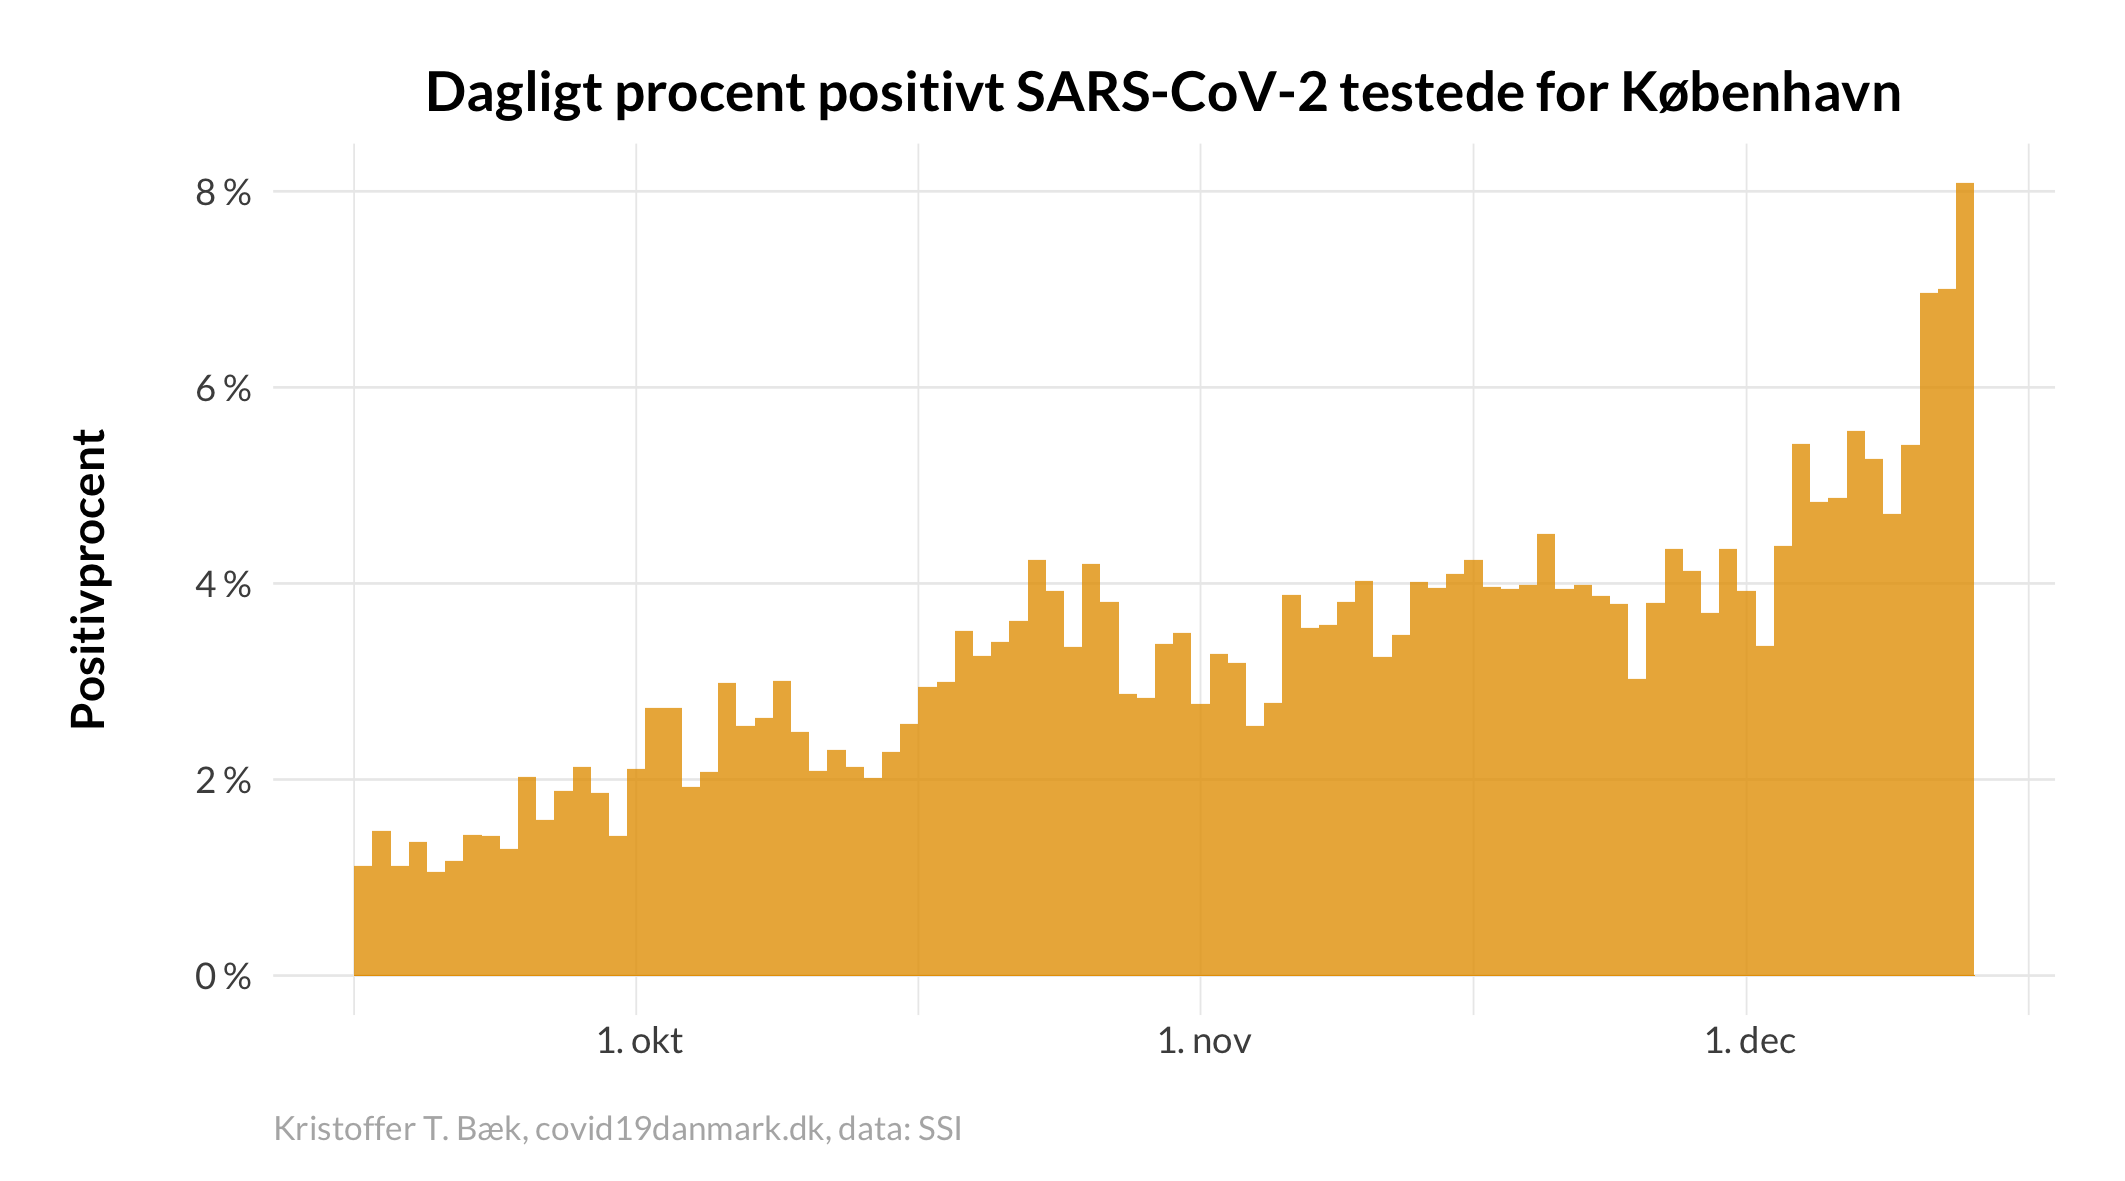 Dagligt procent positivt SARS-CoV-2 testede for København
8 %
6 %
4 %
2 %
0 %
Positivprocent
1. okt
1. nov
1. dec
Kristoffer T. Bæk, covid19danmark.dk, data: SSI